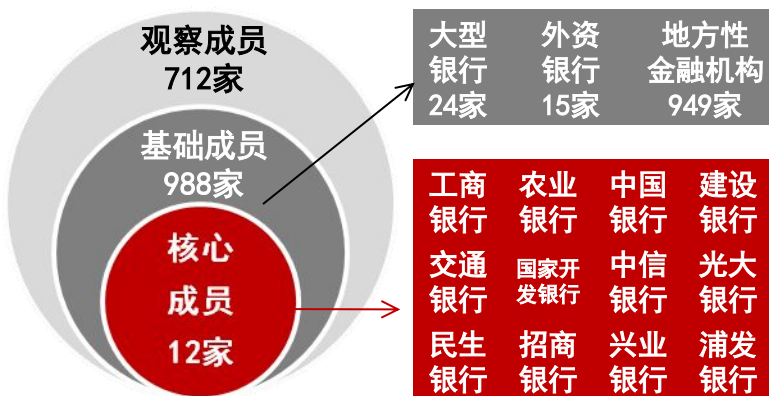 观察成员
712家
基础成员
988家
核心
成员
12家
大型 外资 地方性
银行 银行 金融机构
24家 15家 949家
工商 农业 中国 建设
银行 银行 银行 银行
交通 国家开 中信 光大
银行 发银行 银行 银行
民生 招商 兴业 浦发
银行 银行 银行 银行